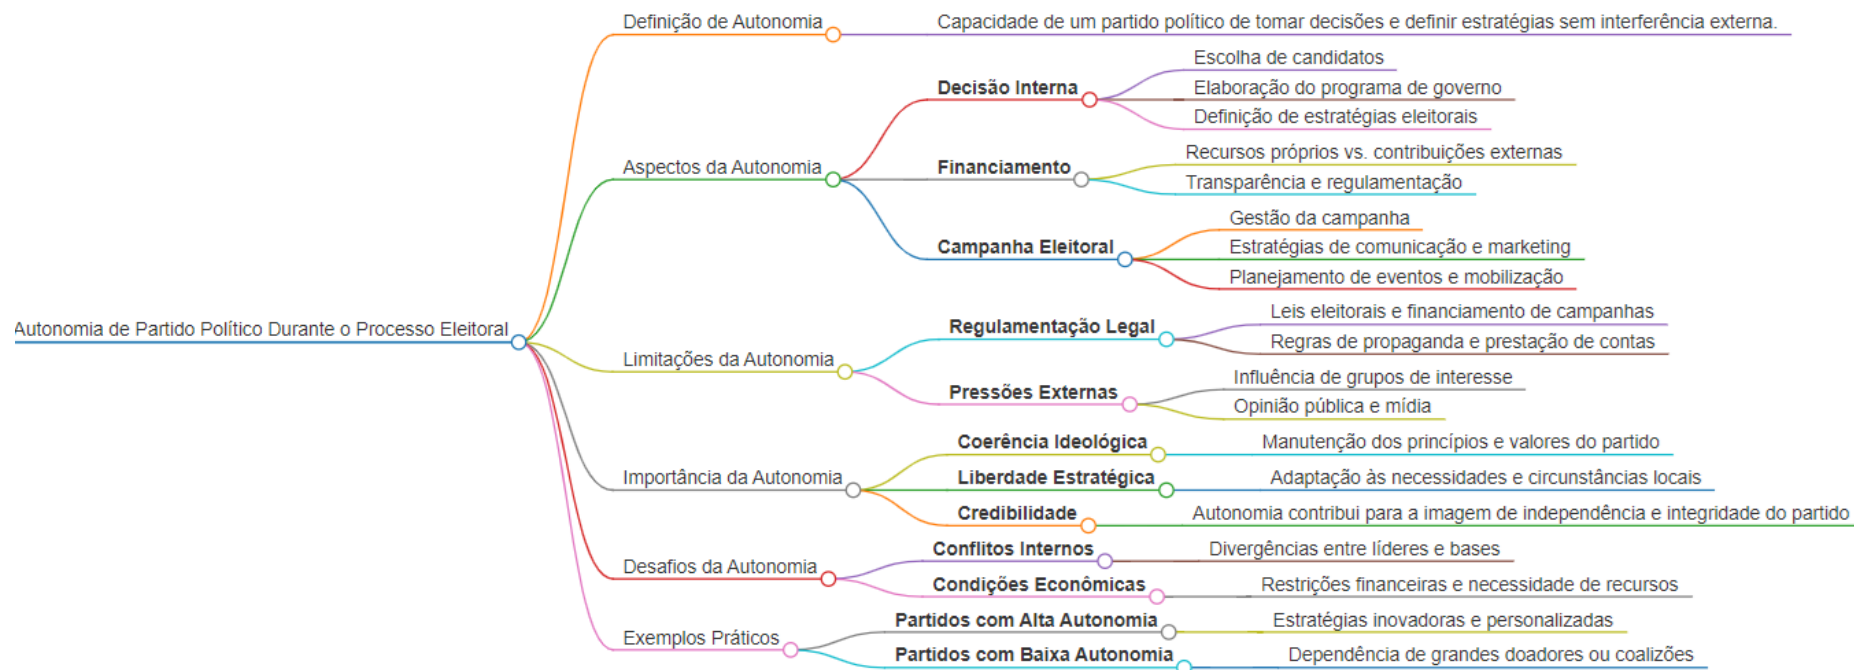 Autonomia de Partido Político Durante o Processo Eleitoral
Definição de Autonomia
Capacidade de um partido político de tomar decisões e definir estratégias sem interferência externa.
Aspectos da Autonomia
Decisão Interna
Escolha de candidatos
Elaboração do programa de governo
Definição de estratégias eleitorais
Financiamento
Recursos próprios vs. contribuições externas
Transparência e regulamentação
Campanha Eleitoral
Gestão da campanha
Estratégias de comunicação e marketing
Planejamento de eventos e mobilização
Limitações da Autonomia
Regulamentação Legal
Leis eleitorais e financiamento de campanhas
Regras de propaganda e prestação de contas
Pressões Externas
Influência de grupos de interesse
Opinião pública e mídia
Importância da Autonomia
Coerência Ideológica
Manutenção dos princípios e valores do partido
Liberdade Estratégica
Adaptação às necessidades e circunstâncias locais
Credibilidade
Autonomia contribui para a imagem de independência e integridade do partido
Desafios da Autonomia
Conflitos Internos
Divergências entre líderes e bases
Condições Econômicas
Restrições financeiras e necessidade de recursos
Exemplos Práticos
Partidos com Alta Autonomia
Estratégias inovadoras e personalizadas
Partidos com Baixa Autonomia
Dependência de grandes doadores ou coalizões